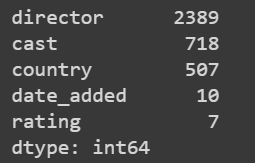 director 2389
cast 718
country 507
date_added 10
rating 7
dtype: int64